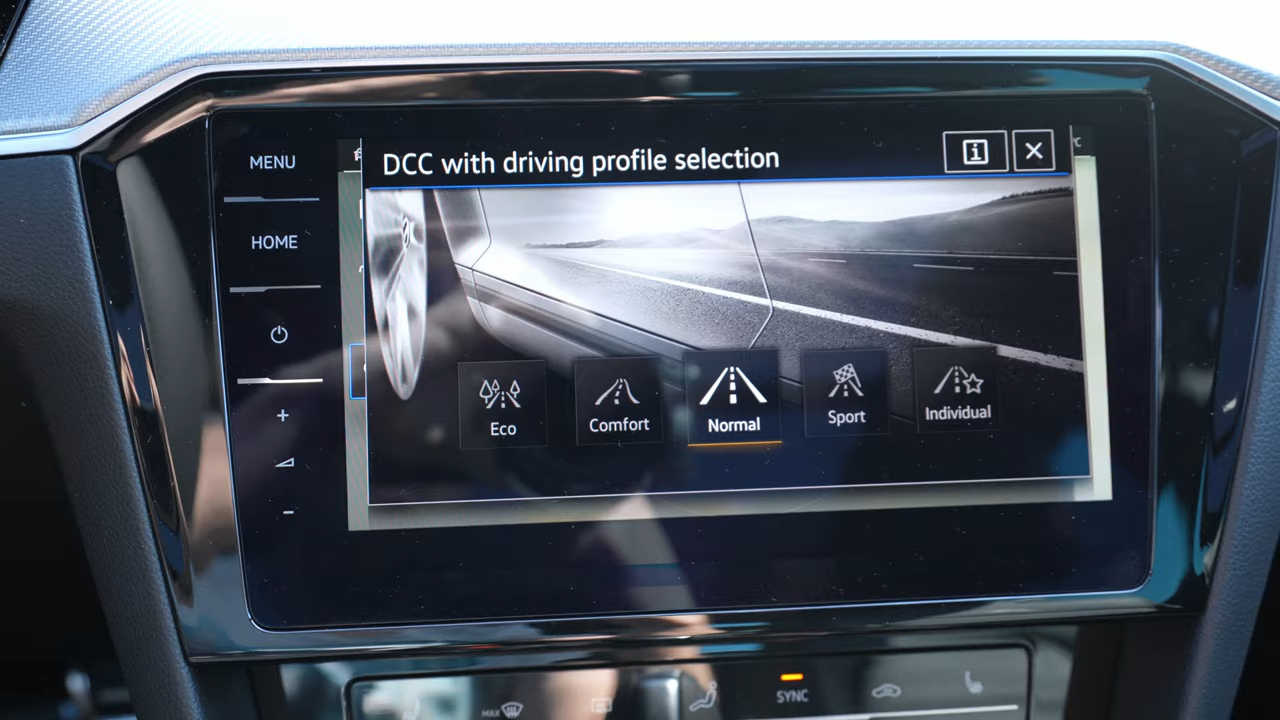 MENU
HOME
+
-
DCC with driving profile selection
i
Eco
Comfort
Normal
Sport
Individual
MAX
SYNC